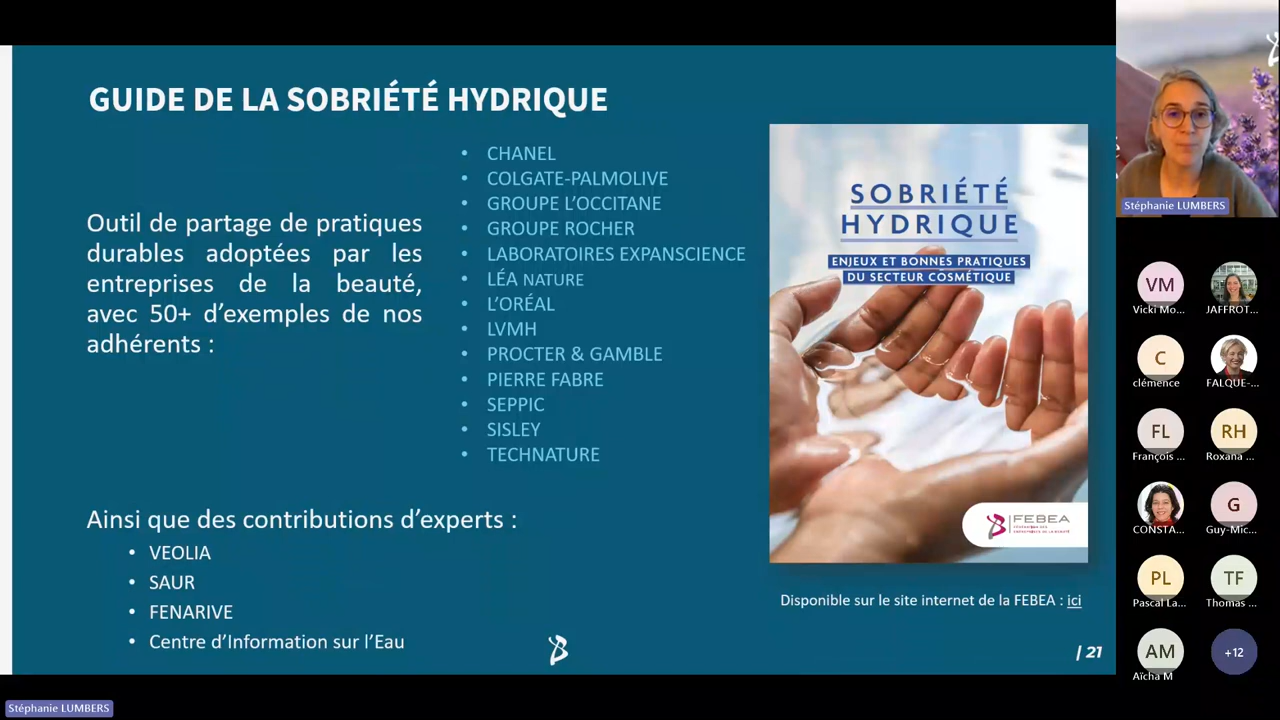 GUIDE DE LA SOBRIÉTÉ HYDRIQUE
Outil de partage de pratiques
durables adoptées par les
entreprises de la beauté,
avec 50+ d'exemples de nos
adhérents :
• CHANEL
• COLGATE-PALMOLIVE
• GROUPE L'OCCITANE
• GROUPE ROCHER
• LABORATOIRES EXPANSCIENCE
• LÉA NATURE
• L'ORÉAL
• LVMH
• PROCTER & GAMBLE
• PIERRE FABRE
• SEPPIC
• SISLEY
• TECHNATURE
Ainsi que des contributions d'experts :
• VEOLIA
• SAUR
• FENARIVE
• Centre d'Information sur l'Eau
SOBRIÉTÉ
HYDRIQUE
ENJEUX ET BONNES PRATIQUES
DU SECTEUR COSMÉTIQUE
FEBEA
Disponible sur le site internet de la FEBEA : ici
| 21
Stéphanie LUMBERS
VM
Vicki Mo...
JAFFROT...
C
clémence
FALQUE-...
FL
François ...
RH
Roxana ...
CONSTA...
G
Guy-Mic...
PL
Pascal La...
TF
Thomas ...
AM
Aïcha M
+12
Stéphanie LUMBERS